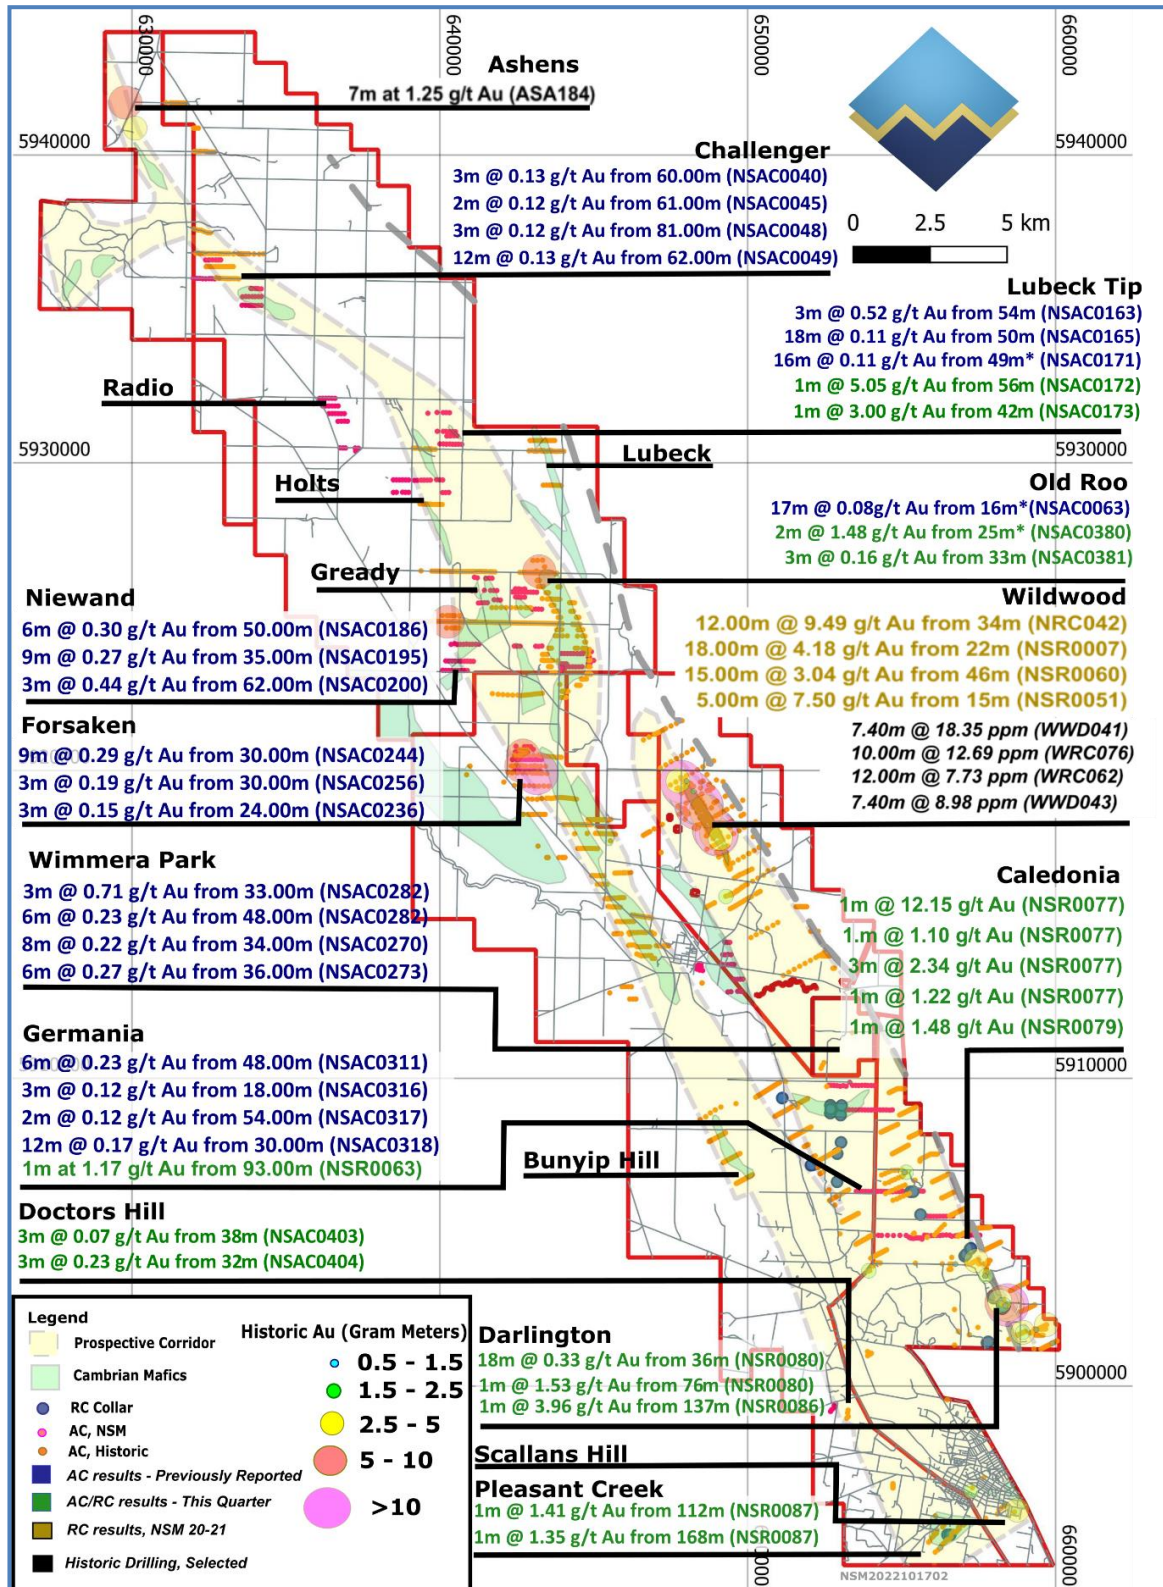 630000
640000
650000
660000
Ashens
7m at 1.25 g/t Au (ASA184)
5940000
5940000
Challenger
3m @ 0.13 g/t Au from 60.00m (NSAC0040)
2m @ 0.12 g/t Au from 61.00m (NSAC0045)
3m @ 0.12 g/t Au from 81.00m (NSAC0048)
12m @ 0.13 g/t Au from 62.00m (NSAC0049)
0 2.5 5 km
Lubeck Tip
3m @ 0.52 g/t Au from 54m (NSAC0163)
18m @ 0.11 g/t Au from 50m (NSAC0165)
16m @ 0.11 g/t Au from 49m* (NSAC0171)
1m @ 5.05 g/t Au from 56m (NSAC0172)
1m @ 3.00 g/t Au from 42m (NSAC0173)
Radio
5930000
5930000
Lubeck
Holts
Old Roo
17m @ 0.08g/t Au from 16m*(NSAC0063)
2m @ 1.48 g/t Au from 25m* (NSAC0380)
3m @ 0.16 g/t Au from 33m (NSAC0381)
Gready
Niewand
6m @ 0.30 g/t Au from 50.00m (NSAC0186)
9m @ 0.27 g/t Au from 35.00m (NSAC0195)
3m @ 0.44 g/t Au from 62.00m (NSAC0200)
Wildwood
12.00m @ 9.49 g/t Au from 34m (NRC042)
18.00m @ 4.18 g/t Au from 22m (NSR0007)
15.00m @ 3.04 g/t Au from 46m (NSR0060)
5.00m @ 7.50 g/t Au from 15m (NSR0051)
7.40m @ 18.35 ppm (WWD041)
10.00m @ 12.69 ppm (WRC076)
12.00m @ 7.73 ppm (WRC062)
7.40m @ 8.98 ppm (WWD043)
Forsaken
9m @ 0.29 g/t Au from 30.00m (NSAC0244)
3m @ 0.19 g/t Au from 30.00m (NSAC0256)
3m @ 0.15 g/t Au from 24.00m (NSAC0236)
Wimmera Park
3m @ 0.71 g/t Au from 33.00m (NSAC0282)
6m @ 0.23 g/t Au from 48.00m (NSAC0282)
8m @ 0.22 g/t Au from 34.00m (NSAC0270)
6m @ 0.27 g/t Au from 36.00m (NSAC0273)
Caledonia
1m @ 12.15 g/t Au (NSR0077)
1.m @ 1.10 g/t Au (NSR0077)
3m @ 2.34 g/t Au (NSR0077)
1m @ 1.22 g/t Au (NSR0077)
1m @ 1.48 g/t Au (NSR0079)
Germania
6m @ 0.23 g/t Au from 48.00m (NSAC0311)
3m @ 0.12 g/t Au from 18.00m (NSAC0316)
2m @ 0.12 g/t Au from 54.00m (NSAC0317)
12m @ 0.17 g/t Au from 30.00m (NSAC0318)
1m at 1.17 g/t Au from 93.00m (NSR0063)
5910000
Bunyip Hill
Doctors Hill
3m @ 0.07 g/t Au from 38m (NSAC0403)
3m @ 0.23 g/t Au from 32m (NSAC0404)
Legend
Prospective Corridor
Cambrian Mafics
RC Collar
AC, NSM
AC, Historic
AC results - Previously Reported
AC/RC results - This Quarter
RC results, NSM 20-21
Historic Drilling, Selected
Historic Au (Gram Meters)
0.5 - 1.5
1.5 - 2.5
2.5 - 5
5 - 10
>10
Darlington
18m @ 0.33 g/t Au from 36m (NSR0080)
1m @ 1.53 g/t Au from 76m (NSR0080)
1m @ 3.96 g/t Au from 137m (NSR0086)
5900000
Scallans Hill
Pleasant Creek
1m @ 1.41 g/t Au from 112m (NSR0087)
1m @ 1.35 g/t Au from 168m (NSR0087)
NSM2022101702